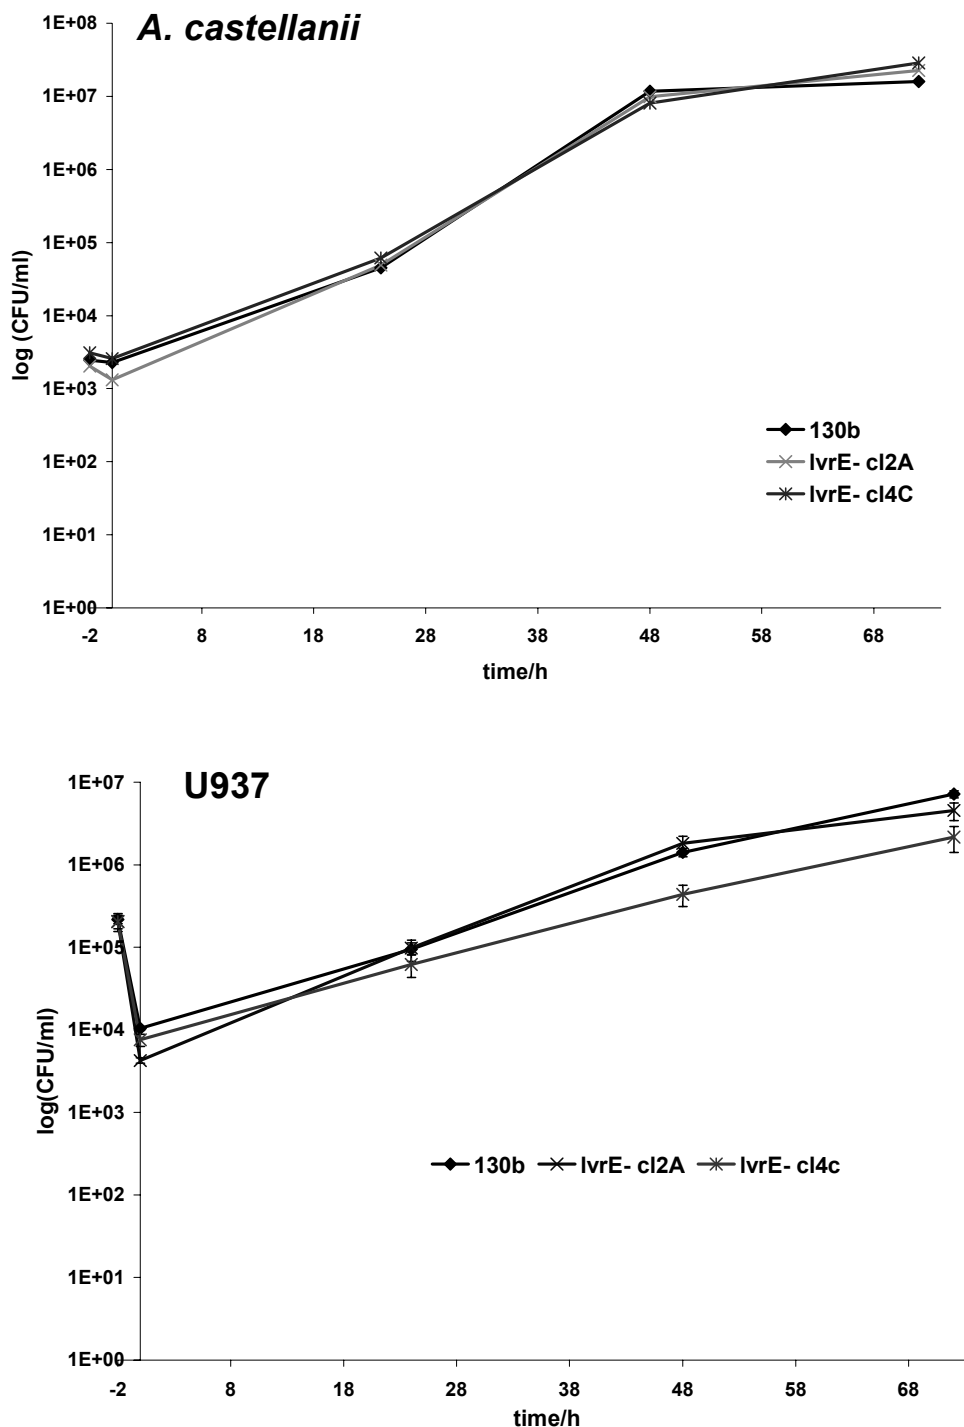 A. castellanii
1E+08
1E+07
1E+06
1E+05
1E+04
1E+03
1E+02
1E+01
1E+00
log (CFU/ml)
130b
lvrE- cl2A
lvrE- cl4C
-2 8 18 28 38 48 58 68
time/h
U937
1E+07
1E+06
1E+05
1E+04
1E+03
1E+02
1E+01
1E+00
log(CFU/ml)
130b lvrE- cl2A lvrE- cl4c
-2 8 18 28 38 48 58 68
time/h